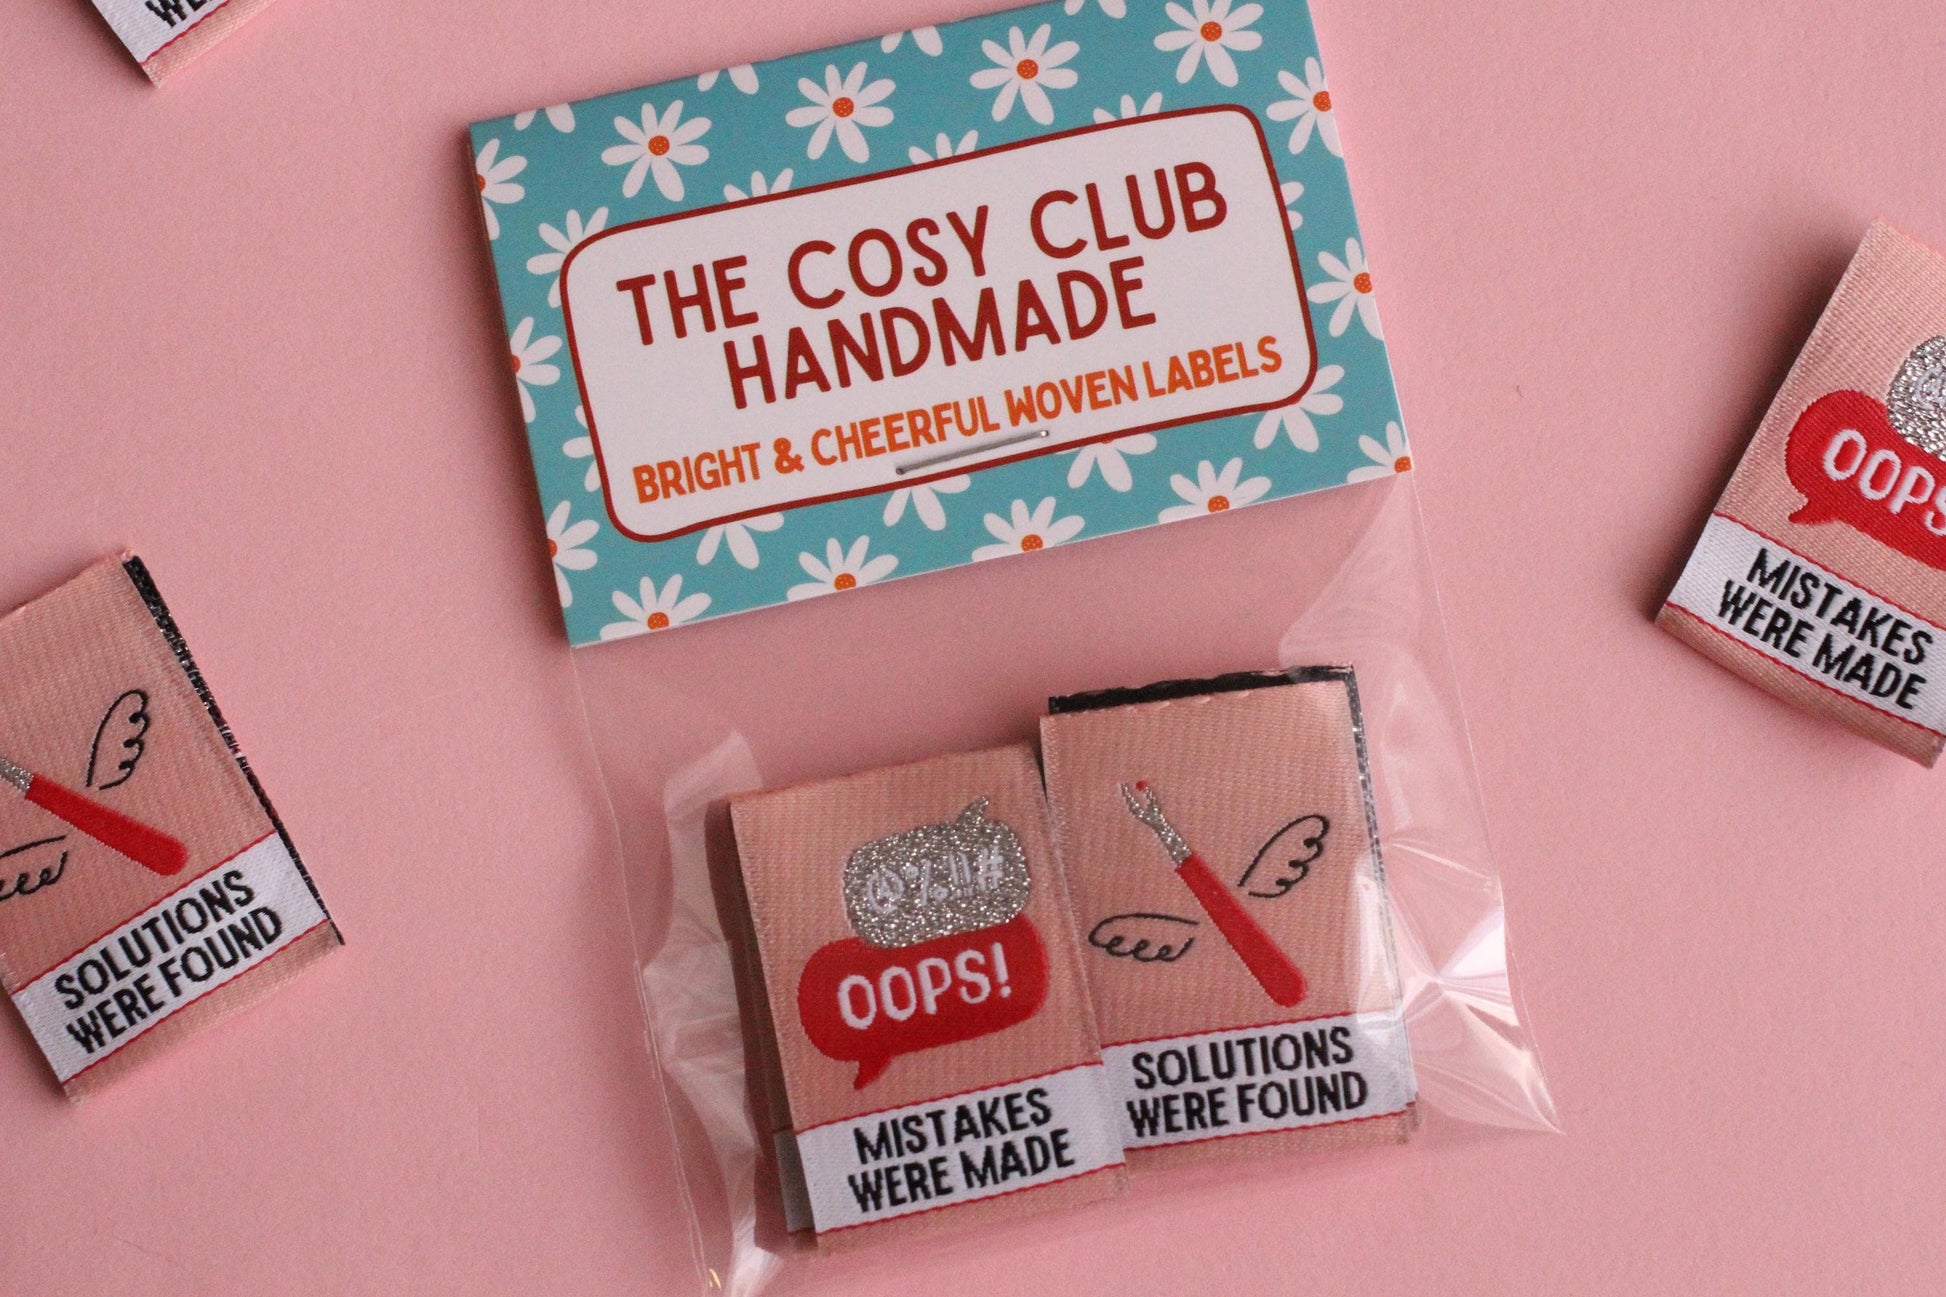 THE COSY CLUB
HANDMADE
BRIGHT & CHEERFUL WOVEN LABELS
@%!!#
OOPS!
MISTAKES
WERE MADE
SOLUTIONS
WERE FOUND
SOLUTIONS
WERE FOUND
OOPS
MISTAKES
WERE MADE